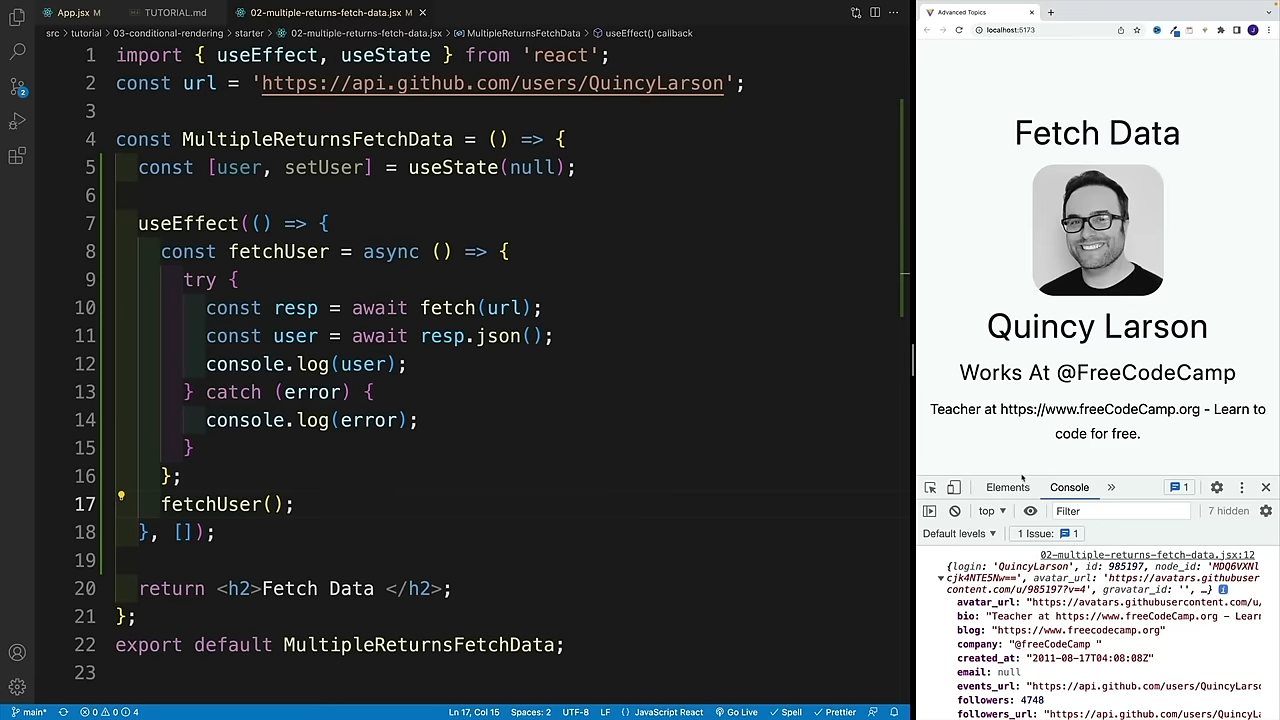 App.jsx M
TUTORIAL.md
02-multiple-returns-fetch-data.jsx M
src > tutorial > 03-conditional-rendering > 02-multiple-returns-fetch-data.jsx > MultipleReturnsFetchData > useEffect() callback
1 import { useEffect, useState } from 'react';
2 const url = 'https://api.github.com/users/QuincyLarson';
3
4 const MultipleReturnsFetchData = () => {
5 const [user, setUser] = useState(null);
6
7 useEffect(() => {
8 const fetchUser = async () => {
9 try {
10 const resp = await fetch(url);
11 const user = await resp.json();
12 console.log(user);
13 } catch (error) {
14 console.log(error);
15 }
16 };
17 fetchUser();
18 }, []);
19
20 return <h2>Fetch Data </h2>;
21 };
22 export default MultipleReturnsFetchData;
23
2
main*
0 0 4
Ln 17, Col 15
Spaces: 2
UTF-8
LF
{} JavaScript React
Go Live
Spell
Prettier
Advanced Topics
localhost:5173
J
Fetch Data
Quincy Larson
Works At @FreeCodeCamp
Teacher at https://www.freeCodeCamp.org - Learn to
code for free.
Elements
Console
1
top
Filter
7 hidden
Default levels
1 Issue: 1
02-multiple-returns-fetch-data.jsx:12
{login: 'QuincyLarson', id: 985197, node_id: 'MDQ6VXNl
cjk4NTE5Nw==', avatar_url: 'https://avatars.githubuser
content.com/u/985197?v=4', gravatar_id: '', …}
avatar_url: "https://avatars.githubusercontent.com/u/
bio: "Teacher at https://www.freeCodeCamp.org - Lear
blog: "https://www.freecodecamp.org"
company: "@freeCodeCamp "
created_at: "2011-08-17T04:08:08Z"
email: null
events_url: "https://api.github.com/users/QuincyLars
followers: 4748
followers_url: "https://api.github.com/users/Quincy